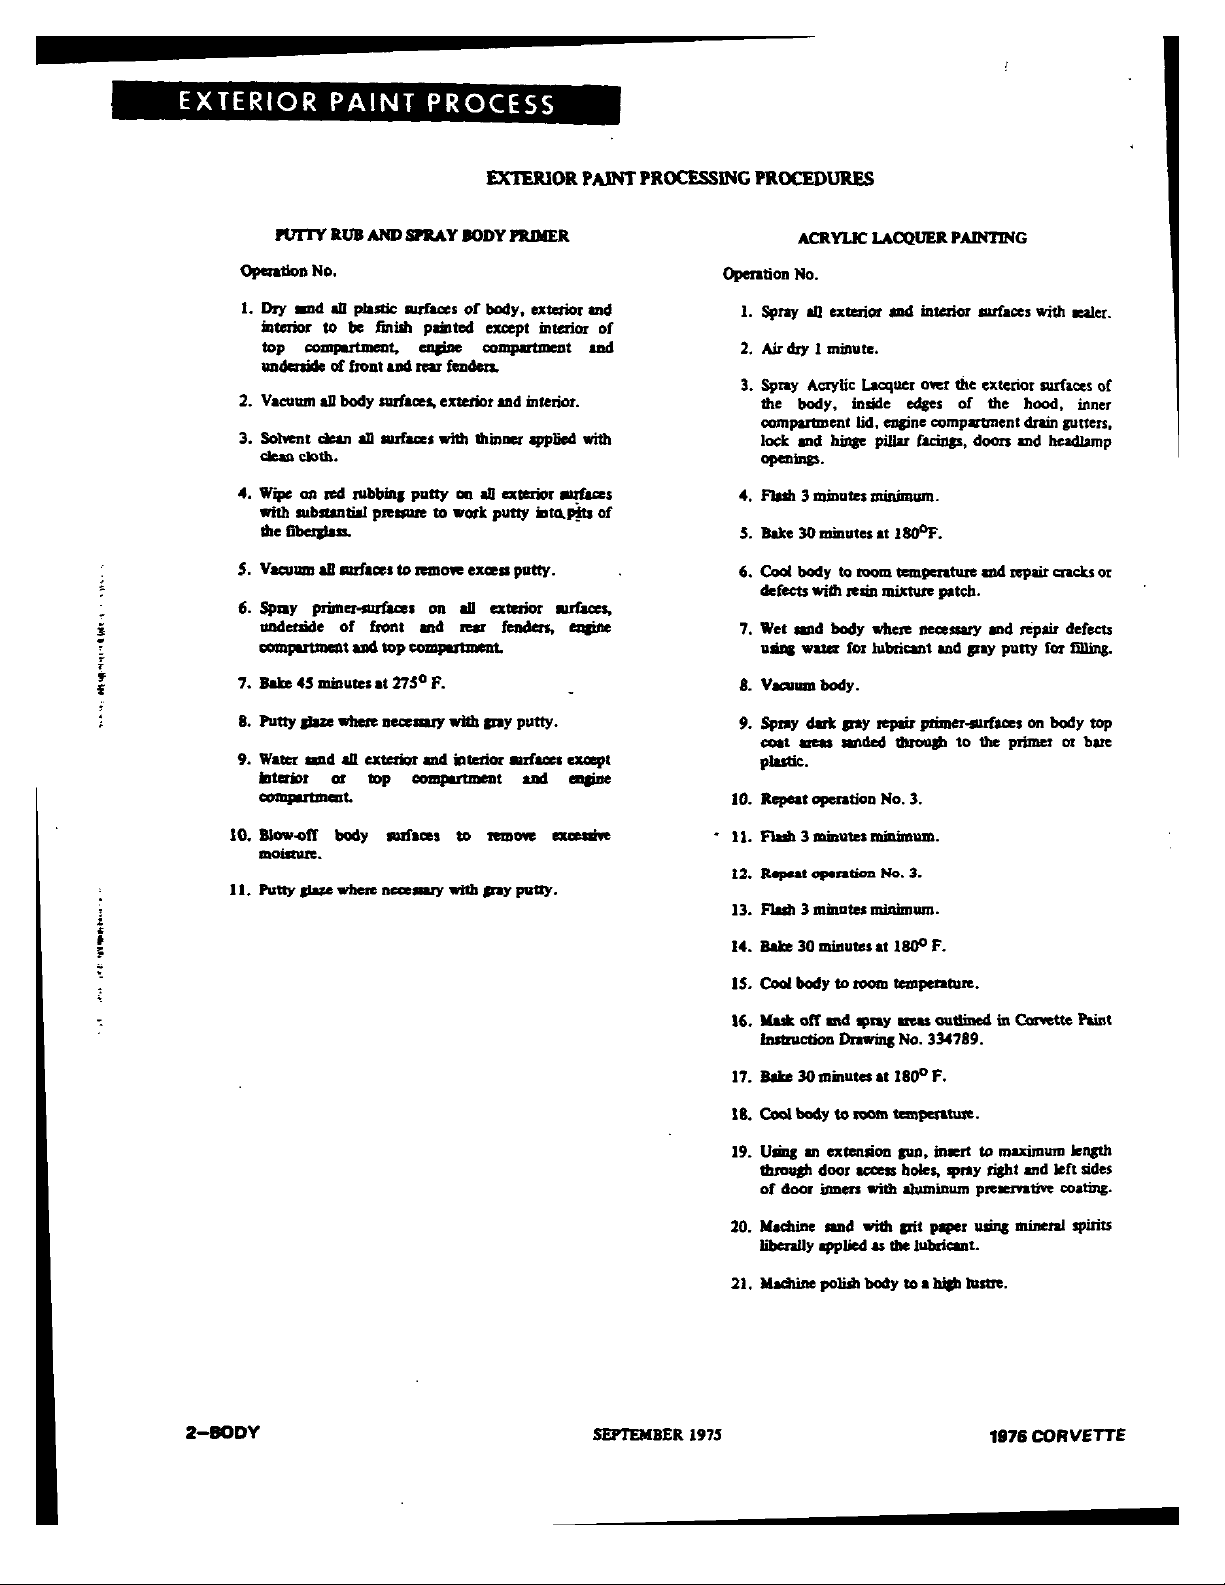 EXTERIOR PAINT PROCESS
EXTERIOR PAINT PROCESSING PROCEDURES
PUTTY RUB AND SPRAY BODY PRIMER
Operation No.
1. Dry sand all plastic surfaces of body, exterior and
interior to be finish painted except interior of
top compartment, engine compartment and
underside of front and rear fenders.
2. Vacuum all body surfaces, exterior and interior.
3. Solvent clean all surfaces with thinner applied with
clean cloth.
4. Wipe on red rubbing putty on all exterior surfaces
with substantial pressure to work putty into pits of
the fiberglass.
5. Vacuum all surfaces to remove excess putty.
6. Spray primer-surfaces on all exterior surfaces,
underside of front and rear fenders, engine
compartment and top compartment.
7. Bake 45 minutes at 275° F.
8. Putty glaze where necessary with gray putty.
9. Water sand all exterior and interior surfaces except
interior or top compartment and engine
compartment.
10. Blow-off body surfaces to remove excessive
moisture.
11. Putty glaze where necessary with gray putty.
ACRYLIC LACQUER PAINTING
Operation No.
1. Spray all exterior and interior surfaces with sealer.
2. Air dry 1 minute.
3. Spray Acrylic Lacquer over the exterior surfaces of
the body, inside edges of the hood, inner
compartment lid, engine compartment drain gutters,
lock and hinge pillar facings, doors and headlamp
openings.
4. Flash 3 minutes minimum.
5. Bake 30 minutes at 180°F.
6. Cool body to room temperature and repair cracks or
defects with resin mixture patch.
7. Wet sand body where necessary and repair defects
using water for lubricant and gray putty for filling.
8. Vacuum body.
9. Spray dark gray repair primer-surfaces on body top
coat areas sanded through to the primer or bare
plastic.
10. Repeat operation No. 3.
11. Flash 3 minutes minimum.
12. Repeat operation No. 3.
13. Flash 3 minutes minimum.
14. Bake 30 minutes at 180° F.
15. Cool body to room temperature.
16. Mask off and spray areas outlined in Corvette Paint
Instruction Drawing No. 334789.
17. Bake 30 minutes at 180° F.
18. Cool body to room temperature.
19. Using an extension gun, insert to maximum length
through door access holes, spray right and left sides
of door inners with aluminum preservative coating.
20. Machine sand with grit paper using mineral spirits
liberally applied as the lubricant.
21. Machine polish body to a high lustre.
2—BODY
SEPTEMBER 1975
1976 CORVETTE